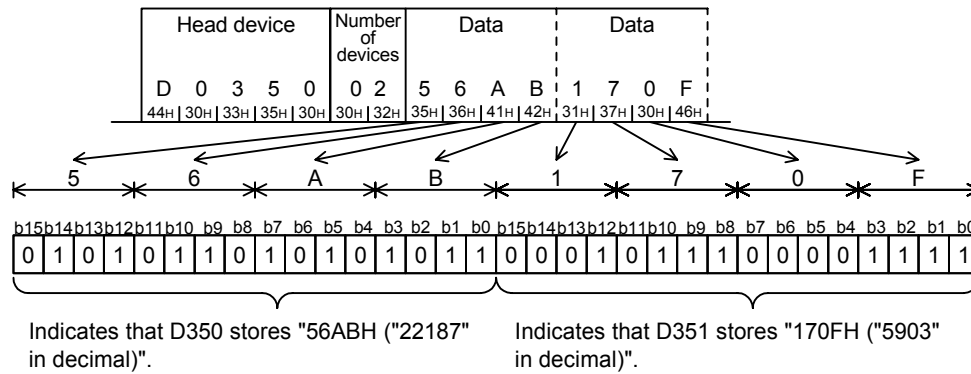 Head device Number of devices Data Data
D 0 3 5 0 0 2 5 6 A B 1 7 0 F
44H 30H 33H 35H 30H 30H 32H 35H 36H 41H 42H 31H 37H 30H 46H
5 6 A B 1 7 0 F
b15 b14 b13 b12 b11 b10 b9 b8 b7 b6 b5 b4 b3 b2 b1 b0 b15 b14 b13 b12 b11 b10 b9 b8 b7 b6 b5 b4 b3 b2 b1 b0
0 1 0 1 0 1 1 0 1 0 1 0 1 0 1 1 0 0 0 1 0 1 1 1 0 0 0 0 1 1 1 1
Indicates that D350 stores "56ABH ("22187"
in decimal)".
Indicates that D351 stores "170FH ("5903"
in decimal)".